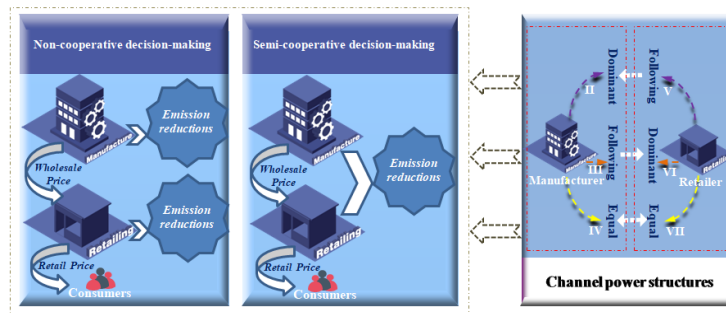 Non-cooperative decision-making
Emission
reductions
Manufacture
Wholesale
Price
Emission
reductions
Retailing
Retail Price
Consumers
Semi-cooperative decision-making
Manufacture
Wholesale
Price
Emission
reductions
Retailing
Retail Price
Consumers
Dominant
Following
II
V
Following
Dominant
III
VI
Manufacturer
Retailer
Equal
Equal
IV
VII
Channel power structures